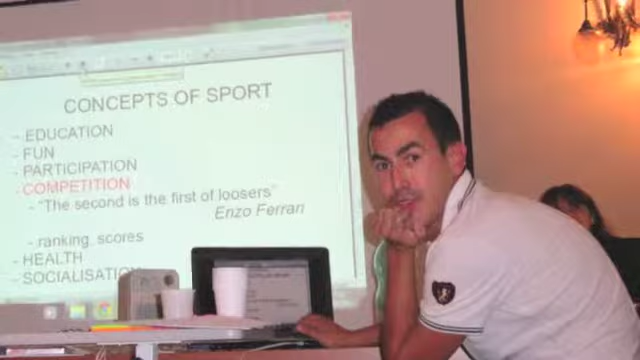 CONCEPTS OF SPORT
- EDUCATION
- FUN
- PARTICIPATION
- COMPETITION
- "The second is the first of loosers"
Enzo Ferran
- ranking, scores
- HEALTH
- SOCIALISATION